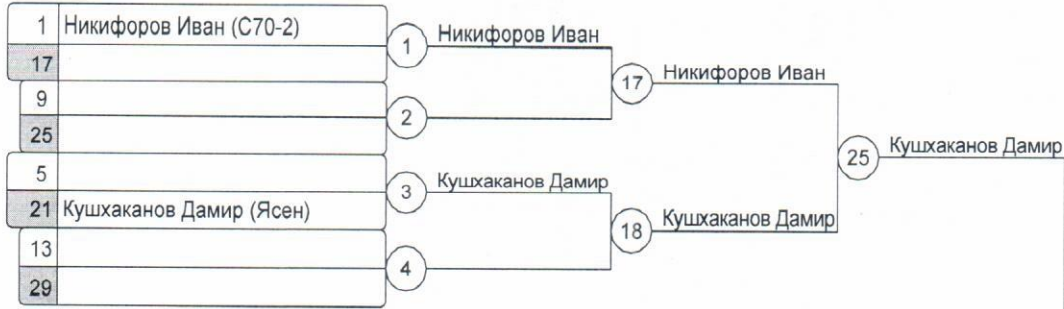 1 Никифоров Иван (С70-2)
17
9
25
5
21 Кушхаканов Дамир (Ясен)
13
29
1 Никифоров Иван
2
3 Кушхаканов Дамир
4
17 Никифоров Иван
18 Кушхаканов Дамир
25 Кушхаканов Дамир